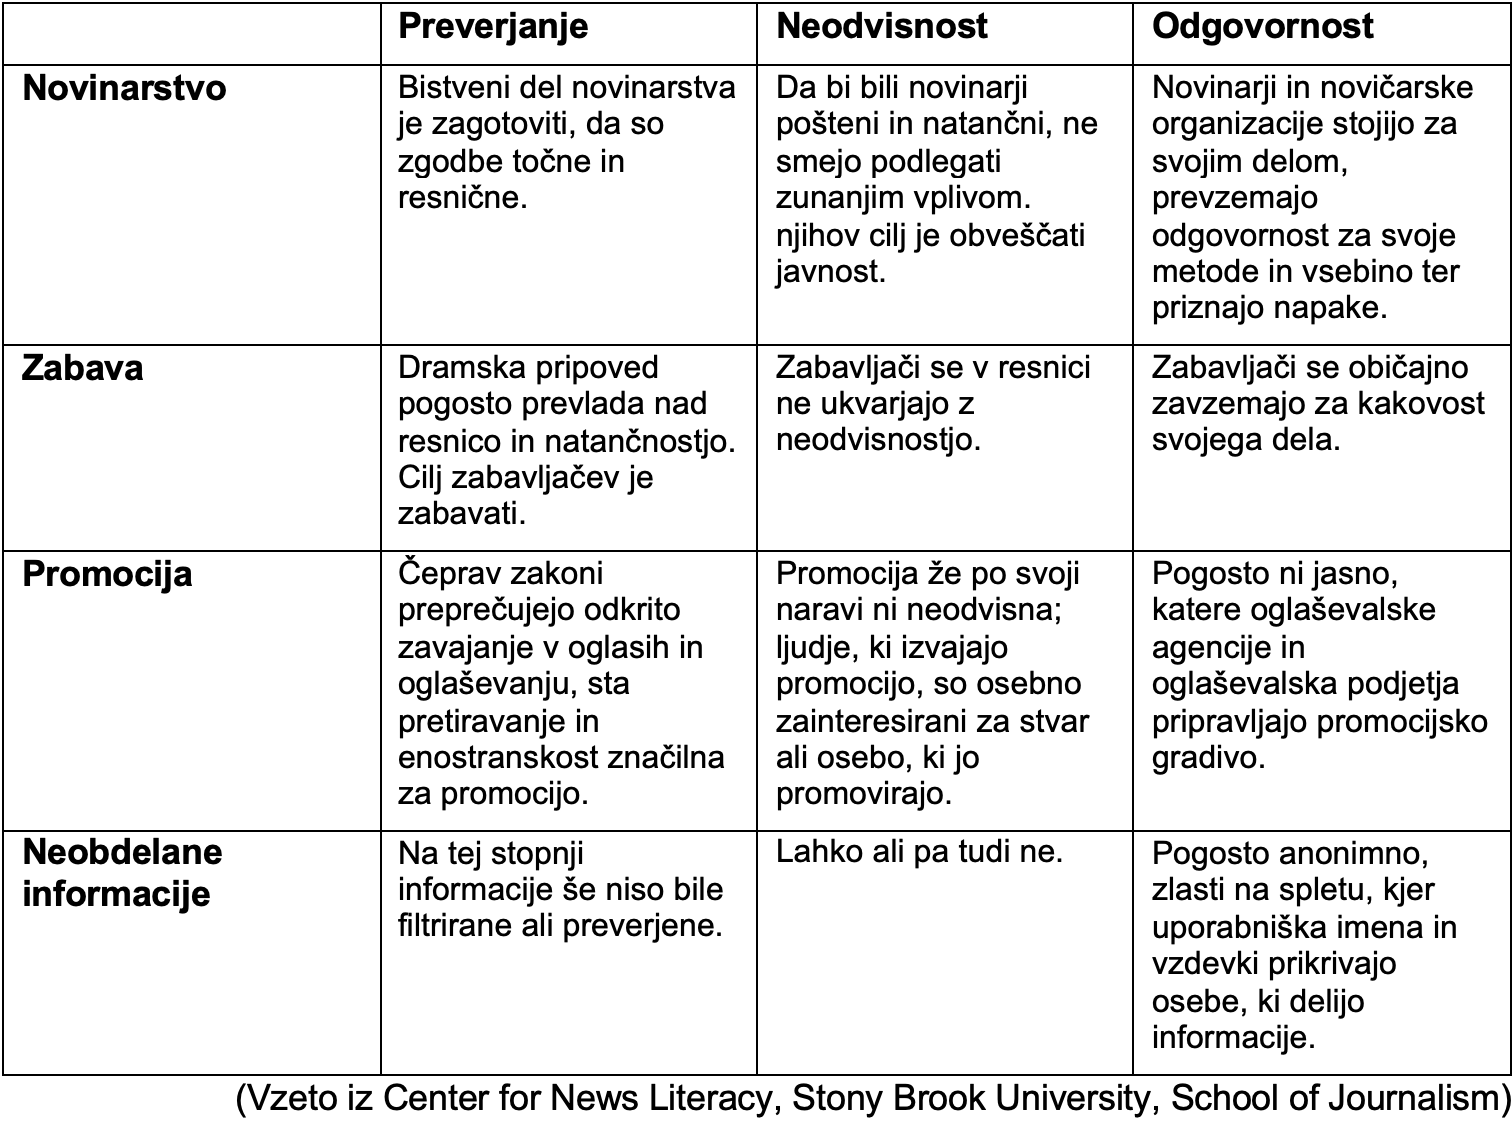 Preverjanje
Neodvisnost
Odgovornost
Novinarstvo
Bistveni del novinarstva
je zagotoviti, da so
zgodbe točne in
resnične.
Da bi bili novinarji
pošteni in natančni, ne
smejo podlegati
zunanjim vplivom.
njihov cilj je obveščati
javnost.
Novinarji in novičarske
organizacije stojijo za
svojim delom,
prevzemajo
odgovornost za svoje
metode in vsebino ter
priznajo napake.
Zabava
Dramska pripoved
pogosto prevlada nad
resnico in natančnostjo.
Cilj zabavljačev je
zabavati.
Zabavljači se v resnici
ne ukvarjajo z
neodvisnostjo.
Zabavljači se običajno
zavzemajo za kakovost
svojega dela.
Promocija
Čeprav zakoni
preprečujejo odkrito
zavajanje v oglasih in
oglaševanju, sta
pretiravanje in
enostranskost značilna
za promocijo.
Promocija že po svoji
naravi ni neodvisna;
ljudje, ki izvajajo
promocijo, so osebno
zainteresirani za stvar
ali osebo, ki jo
promovirajo.
Pogosto ni jasno,
katere oglaševalske
agencije in
oglaševalska podjetja
pripravljajo promocijsko
gradivo.
Neobdelane
informacije
Na tej stopnji
informacije še niso bile
filtrirane ali preverjene.
Lahko ali pa tudi ne.
Pogosto anonimno,
zlasti na spletu, kjer
uporabniška imena in
vzdevki prikrivajo
osebe, ki delijo
informacije.
(Vzeto iz Center for News Literacy, Stony Brook University, School of Journalism)